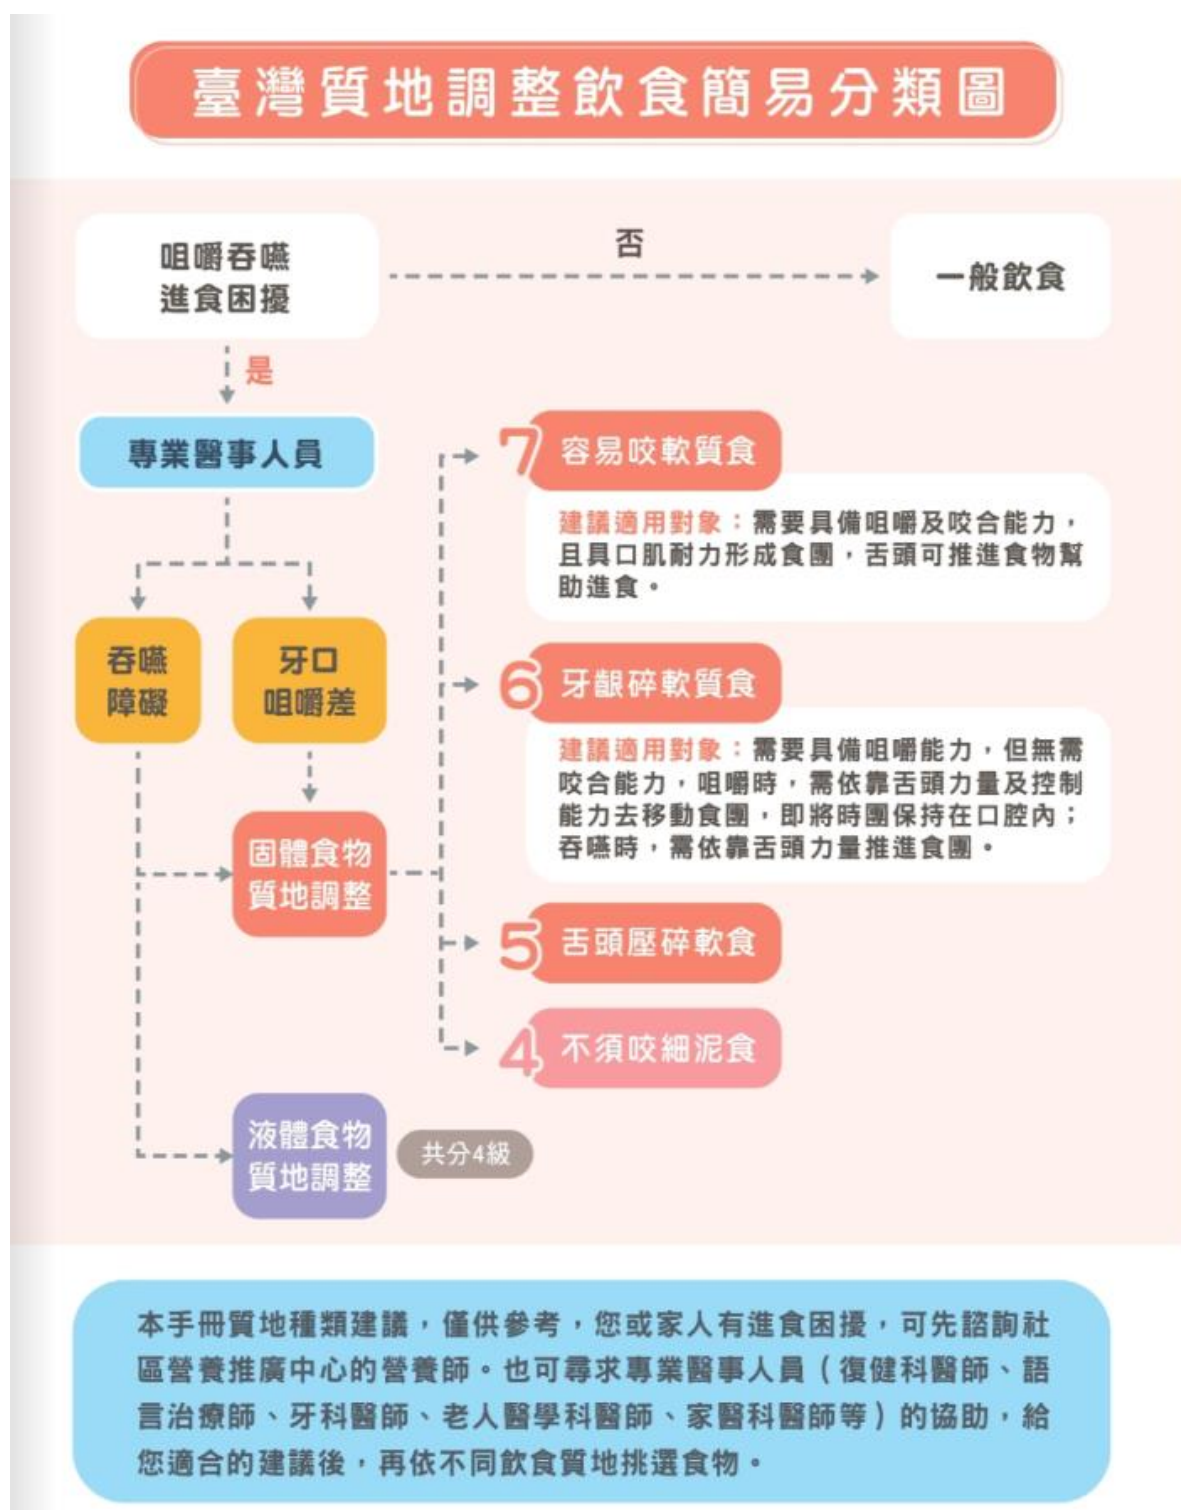 臺灣質地調整飲食簡易分類圖
咀嚼吞嚥
進食困擾
否
一般飲食
是
專業醫事人員
吞嚥
障礙
牙口
咀嚼差
固體食物
質地調整
液體食物
質地調整
共分4級
7 容易咬軟質食
建議適用對象：需要具備咀嚼及咬合能力，
且具口肌耐力形成食團，舌頭可推進食物幫
助進食。
6 牙齦碎軟質食
建議適用對象：需要具備咀嚼能力，但無需
咬合能力，咀嚼時，需依靠舌頭力量及控制
能力去移動食團，即將時團保持在口腔內；
吞嚥時，需依靠舌頭力量推進食團。
5 舌頭壓碎軟食
4 不須咬細泥食
本手冊質地種類建議，僅供參考，您或家人有進食困擾，可先諮詢社
區營養推廣中心的營養師。也可尋求專業醫事人員（復健科醫師、語
言治療師、牙科醫師、老人醫學科醫師、家醫科醫師等）的協助，給
您適合的建議後，再依不同飲食質地挑選食物。